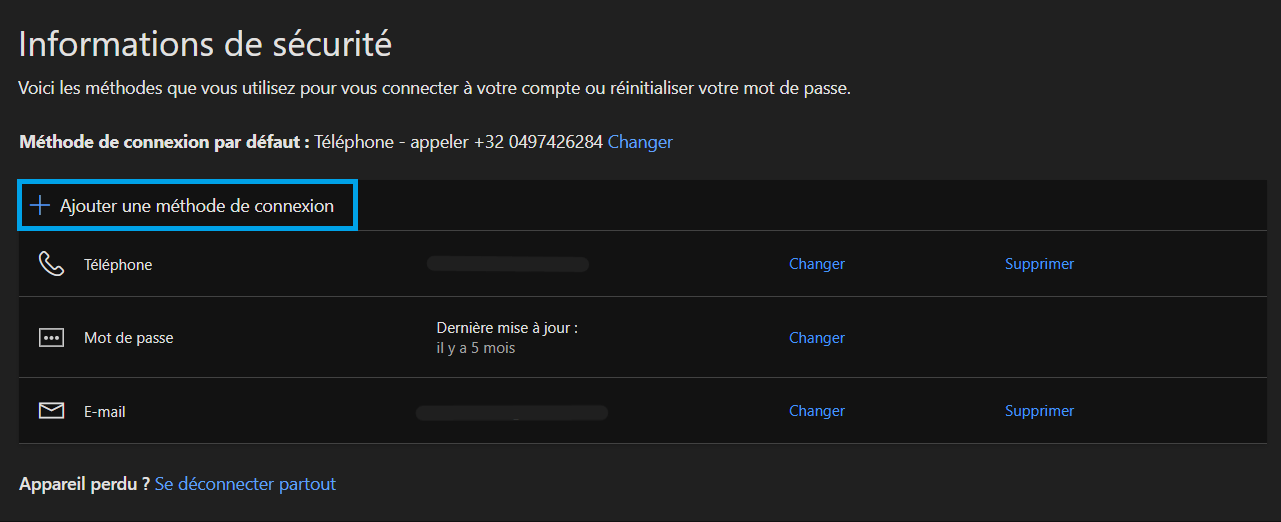 Informations de sécurité
Voici les méthodes que vous utilisez pour vous connecter à votre compte ou réinitialiser votre mot de passe.
Méthode de connexion par défaut : Téléphone - appeler +32 0497426284 Changer
Ajouter une méthode de connexion
Téléphone Changer Supprimer
Mot de passe Dernière mise à jour : Changer
il y a 5 mois
E-mail Changer Supprimer
Appareil perdu ? Se déconnecter partout